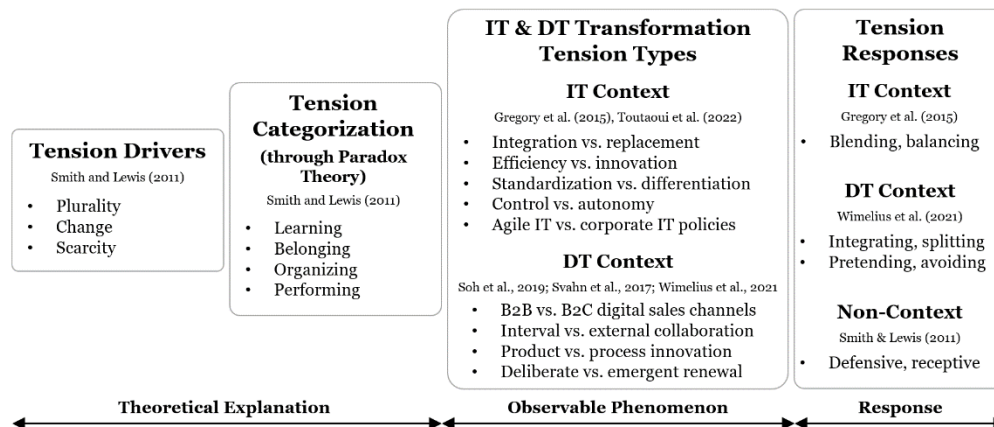 Tension Drivers
Smith and Lewis (2011)
• Plurality
• Change
• Scarcity
Tension
Categorization
(through Paradox
Theory)
Smith and Lewis (2011)
• Learning
• Belonging
• Organizing
• Performing
IT & DT Transformation
Tension Types
IT Context
Gregory et al. (2015), Toutaoui et al. (2022)
• Integration vs. replacement
• Efficiency vs. innovation
• Standardization vs. differentiation
• Control vs. autonomy
• Agile IT vs. corporate IT policies
DT Context
Soh et al., 2019; Svahn et al., 2017; Wimelius et al., 2021
• B2B vs. B2C digital sales channels
• Interval vs. external collaboration
• Product vs. process innovation
• Deliberate vs. emergent renewal
Tension
Responses
IT Context
Gregory et al. (2015)
• Blending, balancing
DT Context
Wimelius et al. (2021)
• Integrating, splitting
• Pretending, avoiding
Non-Context
Smith & Lewis (2011)
• Defensive, receptive
Theoretical Explanation
Observable Phenomenon
Response